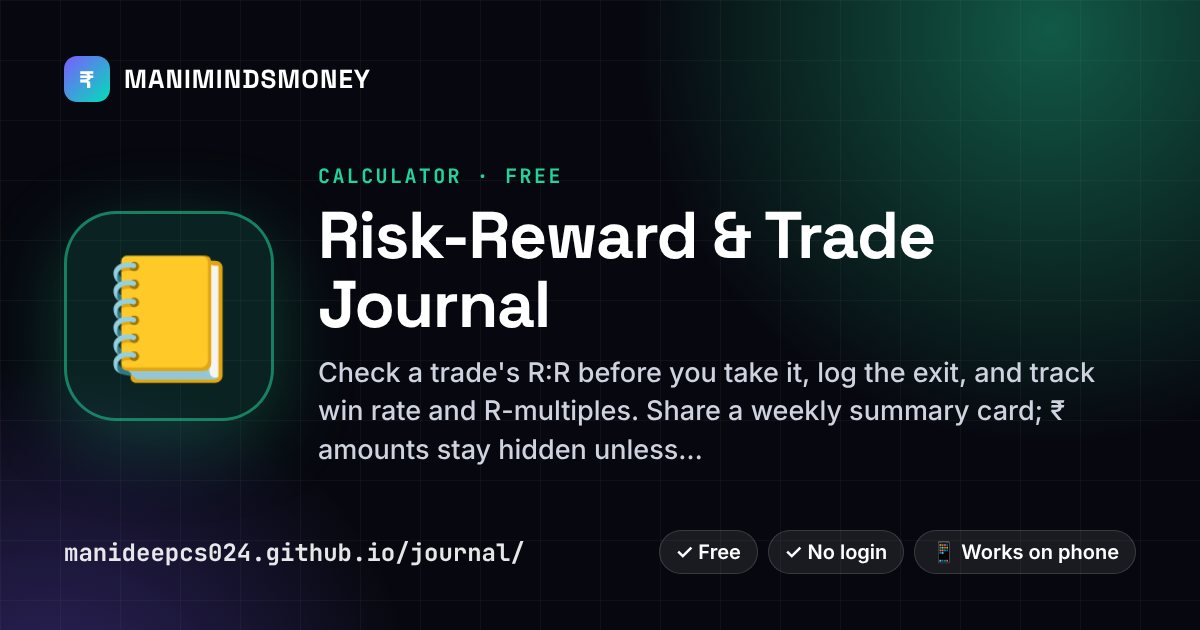 ₹ MANIMINDSMONEY
CALCULATOR · FREE
Risk-Reward & Trade
Journal
Check a trade's R:R before you take it, log the exit, and track
win rate and R-multiples. Share a weekly summary card; ₹
amounts stay hidden unless...
manideepcs024.github.io/journal/
✓ Free
✓ No login
📱 Works on phone